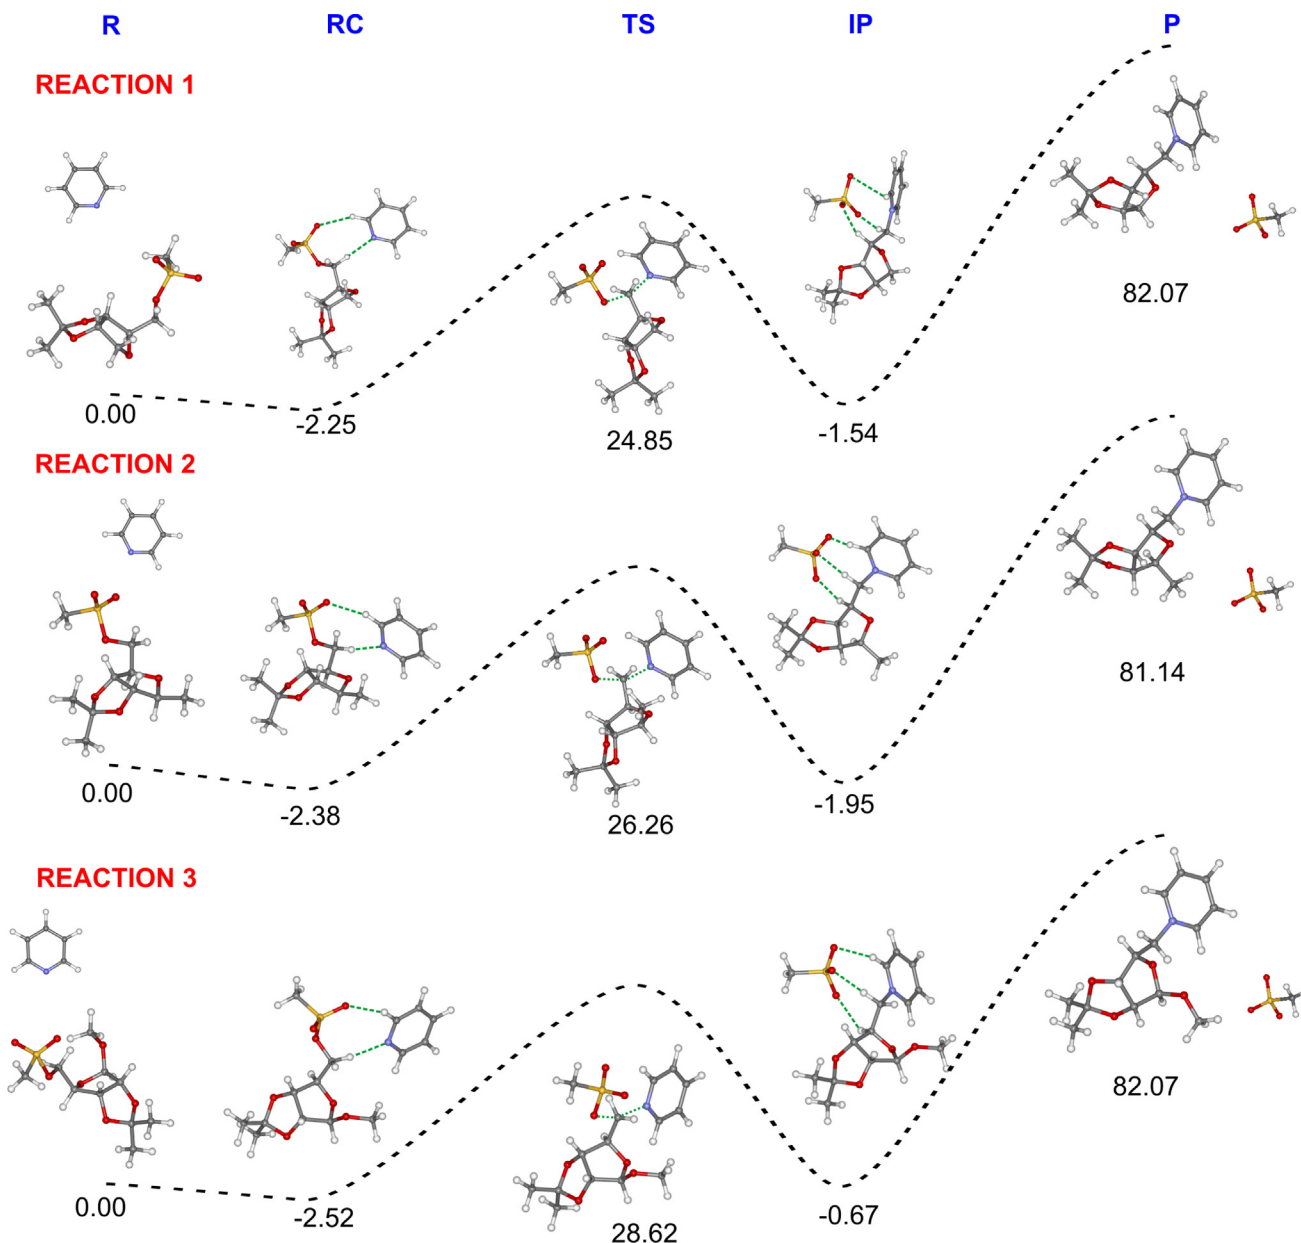 R RC TS IP P
REACTION 1
0.00 -2.25 24.85 -1.54 82.07
REACTION 2
0.00 -2.38 26.26 -1.95 81.14
REACTION 3
0.00 -2.52 28.62 -0.67 82.07